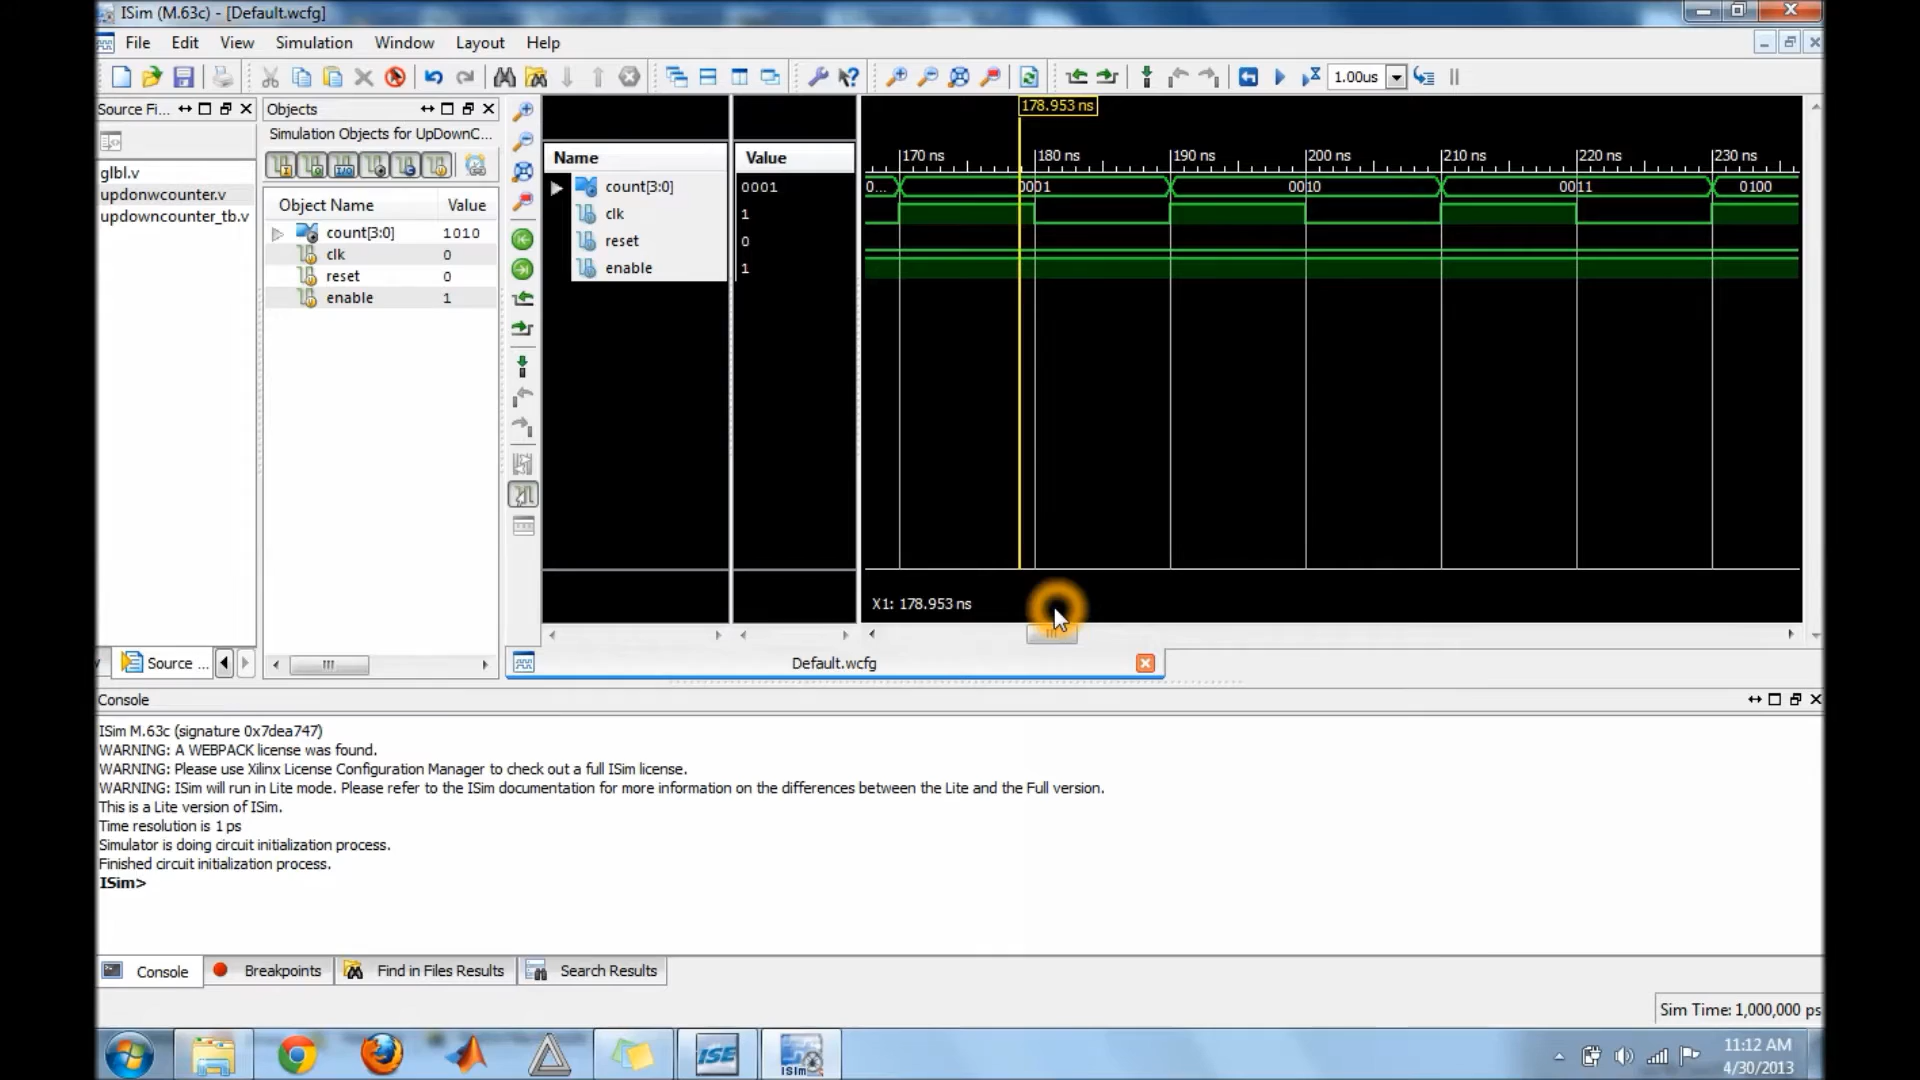 ISim (M.63c) - [Default.wcfg]
File Edit View Simulation Window Layout Help
1.00us
Source Fi...
glbl.v
updonwcounter.v
updowncounter_tb.v
Source ...
Objects
Simulation Objects for UpDownC...
Object Name Value
count[3:0] 1010
clk 0
reset 0
enable 1
Name Value
count[3:0] 0001
clk 1
reset 0
enable 1
178.953 ns
170 ns 180 ns 190 ns 200 ns 210 ns 220 ns 230 ns
0... 0001 0010 0011 0100
X1: 178.953 ns
Default.wcfg
Console
ISim M.63c (signature 0x7dea747)
WARNING: A WEBPACK license was found.
WARNING: Please use Xilinx License Configuration Manager to check out a full ISim license.
WARNING: ISim will run in Lite mode. Please refer to the ISim documentation for more information on the differences between the Lite and the Full version.
This is a Lite version of ISim.
Time resolution is 1 ps
Simulator is doing circuit initialization process.
Finished circuit initialization process.
ISim>
Console Breakpoints Find in Files Results Search Results
Sim Time: 1,000,000 ps
ISE
ISim
11:12 AM
4/30/2013